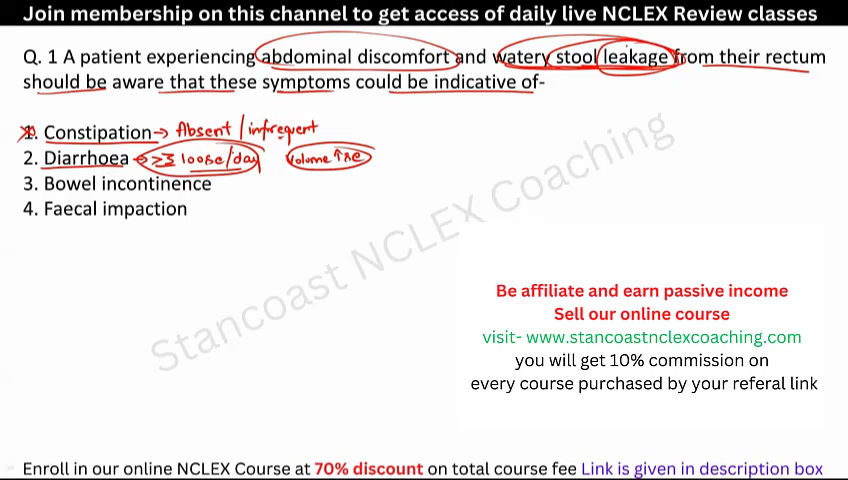 Join membership on this channel to get access of daily live NCLEX Review classes
Q. 1 A patient experiencing abdominal discomfort and watery stool leakage from their rectum
should be aware that these symptoms could be indicative of-
1. Constipation → Absent / infrequent
2. Diarrhoea → >3 loose/day Volume ↑se
3. Bowel incontinence
4. Faecal impaction
Stancoast NCLEX Coaching
Be affiliate and earn passive income
Sell our online course
visit- www.stancoastnclexcoaching.com
you will get 10% commission on
every course purchased by your referal link
Enroll in our online NCLEX Course at 70% discount on total course fee Link is given in description box